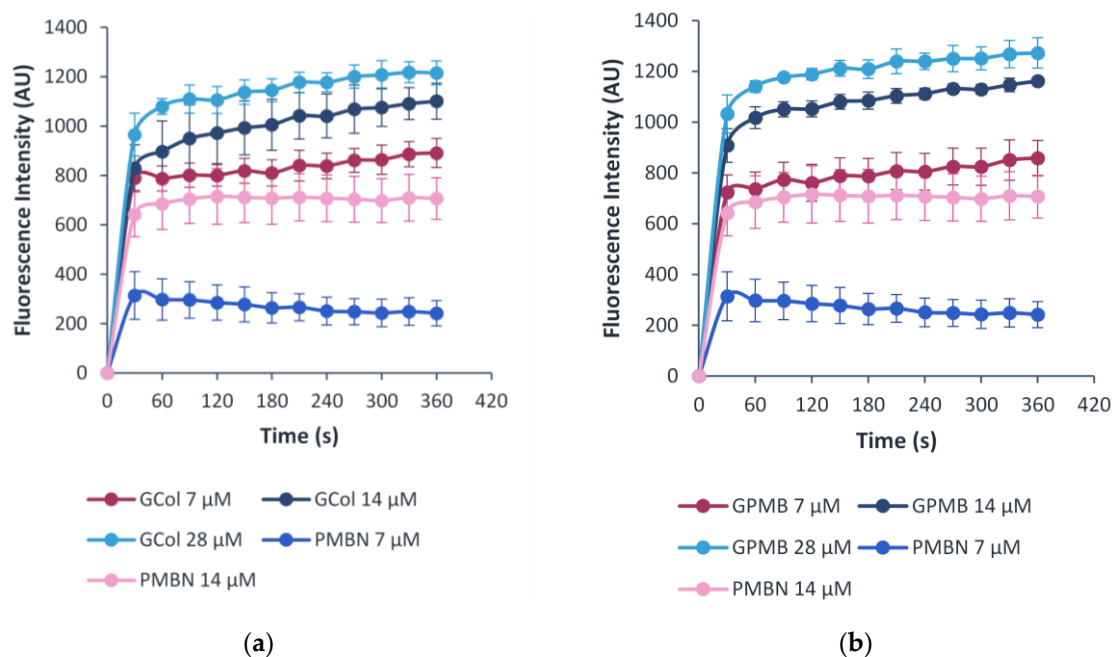 1400
1200
1000
800
600
400
200
0
Fluorescence Intensity (AU)
0 60 120 180 240 300 360 420
Time (s)
GCol 7 µM GCol 14 µM
GCol 28 µM PMBN 7 µM
PMBN 14 µM
(a)
1400
1200
1000
800
600
400
200
0
Fluorescence Intensity (AU)
0 60 120 180 240 300 360 420
Time (s)
GPMB 7 µM GPMB 14 µM
GPMB 28 µM PMBN 7 µM
PMBN 14 µM
(b)